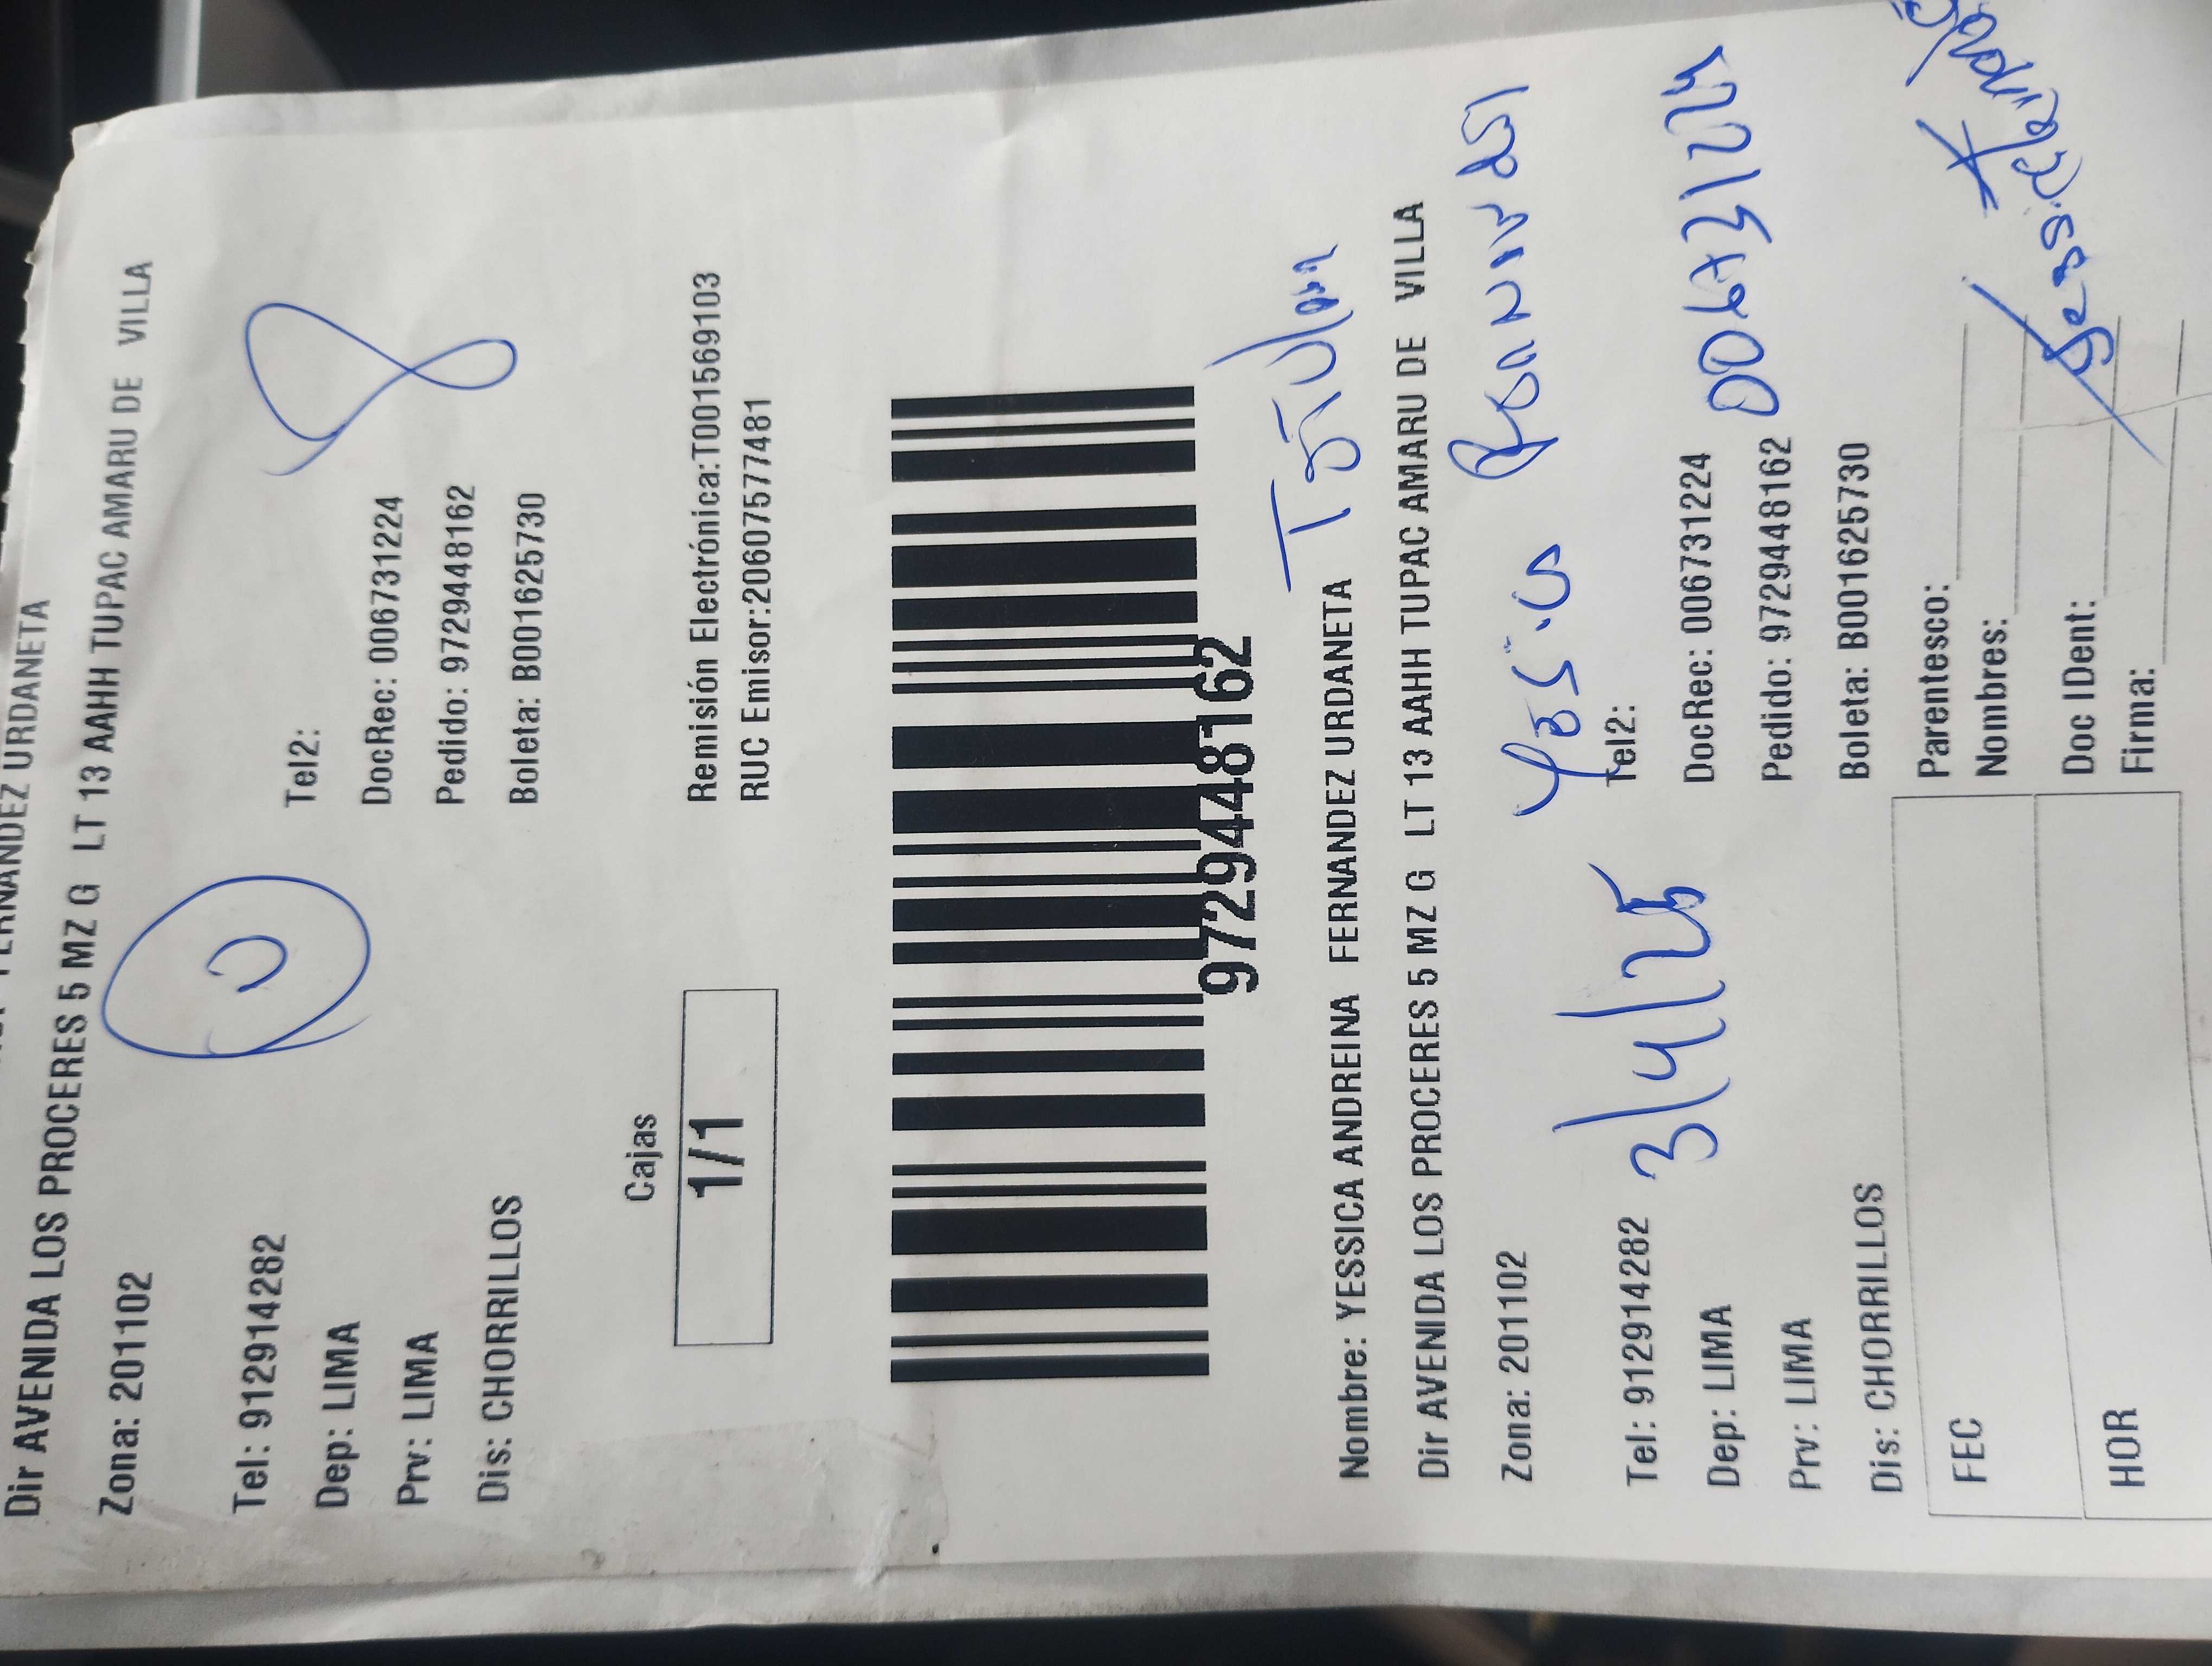 FERNANDEZ URDANETA
Dir AVENIDA LOS PROCERES 5 MZ G LT 13 AAHH TUPAC AMARU DE VILLA
Zona: 201102
Tel: 912914282 Tel2:
Dep: LIMA DocRec: 006731224
Prv: LIMA Pedido: 9729448162
Dis: CHORRILLOS Boleta: B001625730
8
Cajas
1/1
Remisión Electrónica:T001569103
RUC Emisor:20607577481
9729448162
Titular
Nombre: YESSICA ANDREINA FERNANDEZ URDANETA
Dir AVENIDA LOS PROCERES 5 MZ G LT 13 AAHH TUPAC AMARU DE VILLA
Zona: 201102
Tel: 912914282 3/4/25 Tel2:
Dep: LIMA DocRec: 006731224 006731224
Prv: LIMA Pedido: 9729448162
Dis: CHORRILLOS Boleta: B001625730
FEC Parentesco:
Nombres:
HOR Doc IDent:
Firma: